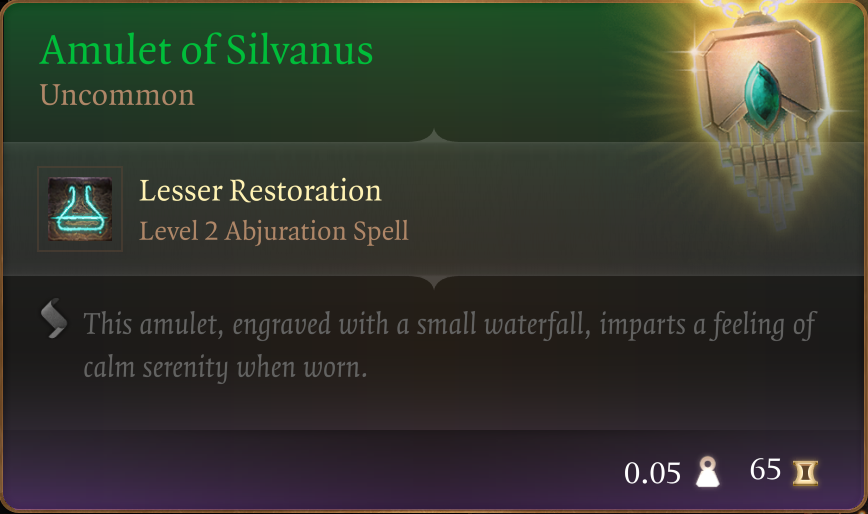 Amulet of Silvanus
Uncommon
Lesser Restoration
Level 2 Abjuration Spell
This amulet, engraved with a small waterfall, imparts a feeling of
calm serenity when worn.
0.05 65